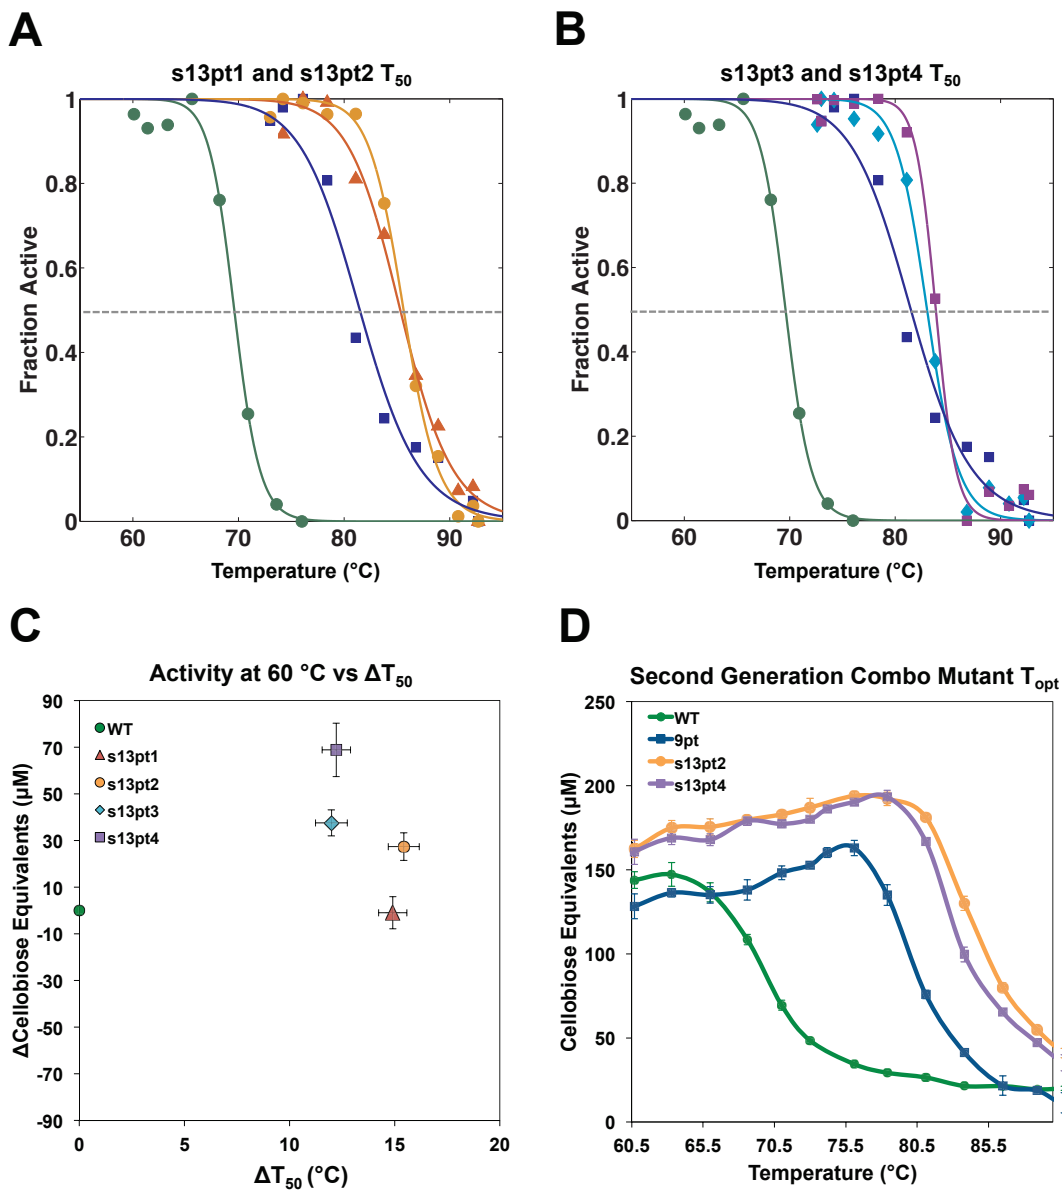 A
s13pt1 and s13pt2 T50
1
0.8
0.6
0.4
0.2
0
60
70
80
90
Fraction Active
Temperature (°C)
B
s13pt3 and s13pt4 T50
1
0.8
0.6
0.4
0.2
0
60
70
80
90
Fraction Active
Temperature (°C)
C
Activity at 60 °C vs ΔT50
90
70
50
30
10
-10
-30
-50
-70
-90
0
5
10
15
20
WT
s13pt1
s13pt2
s13pt3
s13pt4
ΔCellobiose Equivalents (µM)
ΔT50 (°C)
D
Second Generation Combo Mutant Topt
250
200
150
100
50
0
60.5
65.5
70.5
75.5
80.5
85.5
WT
9pt
s13pt2
s13pt4
Cellobiose Equivalents (µM)
Temperature (°C)